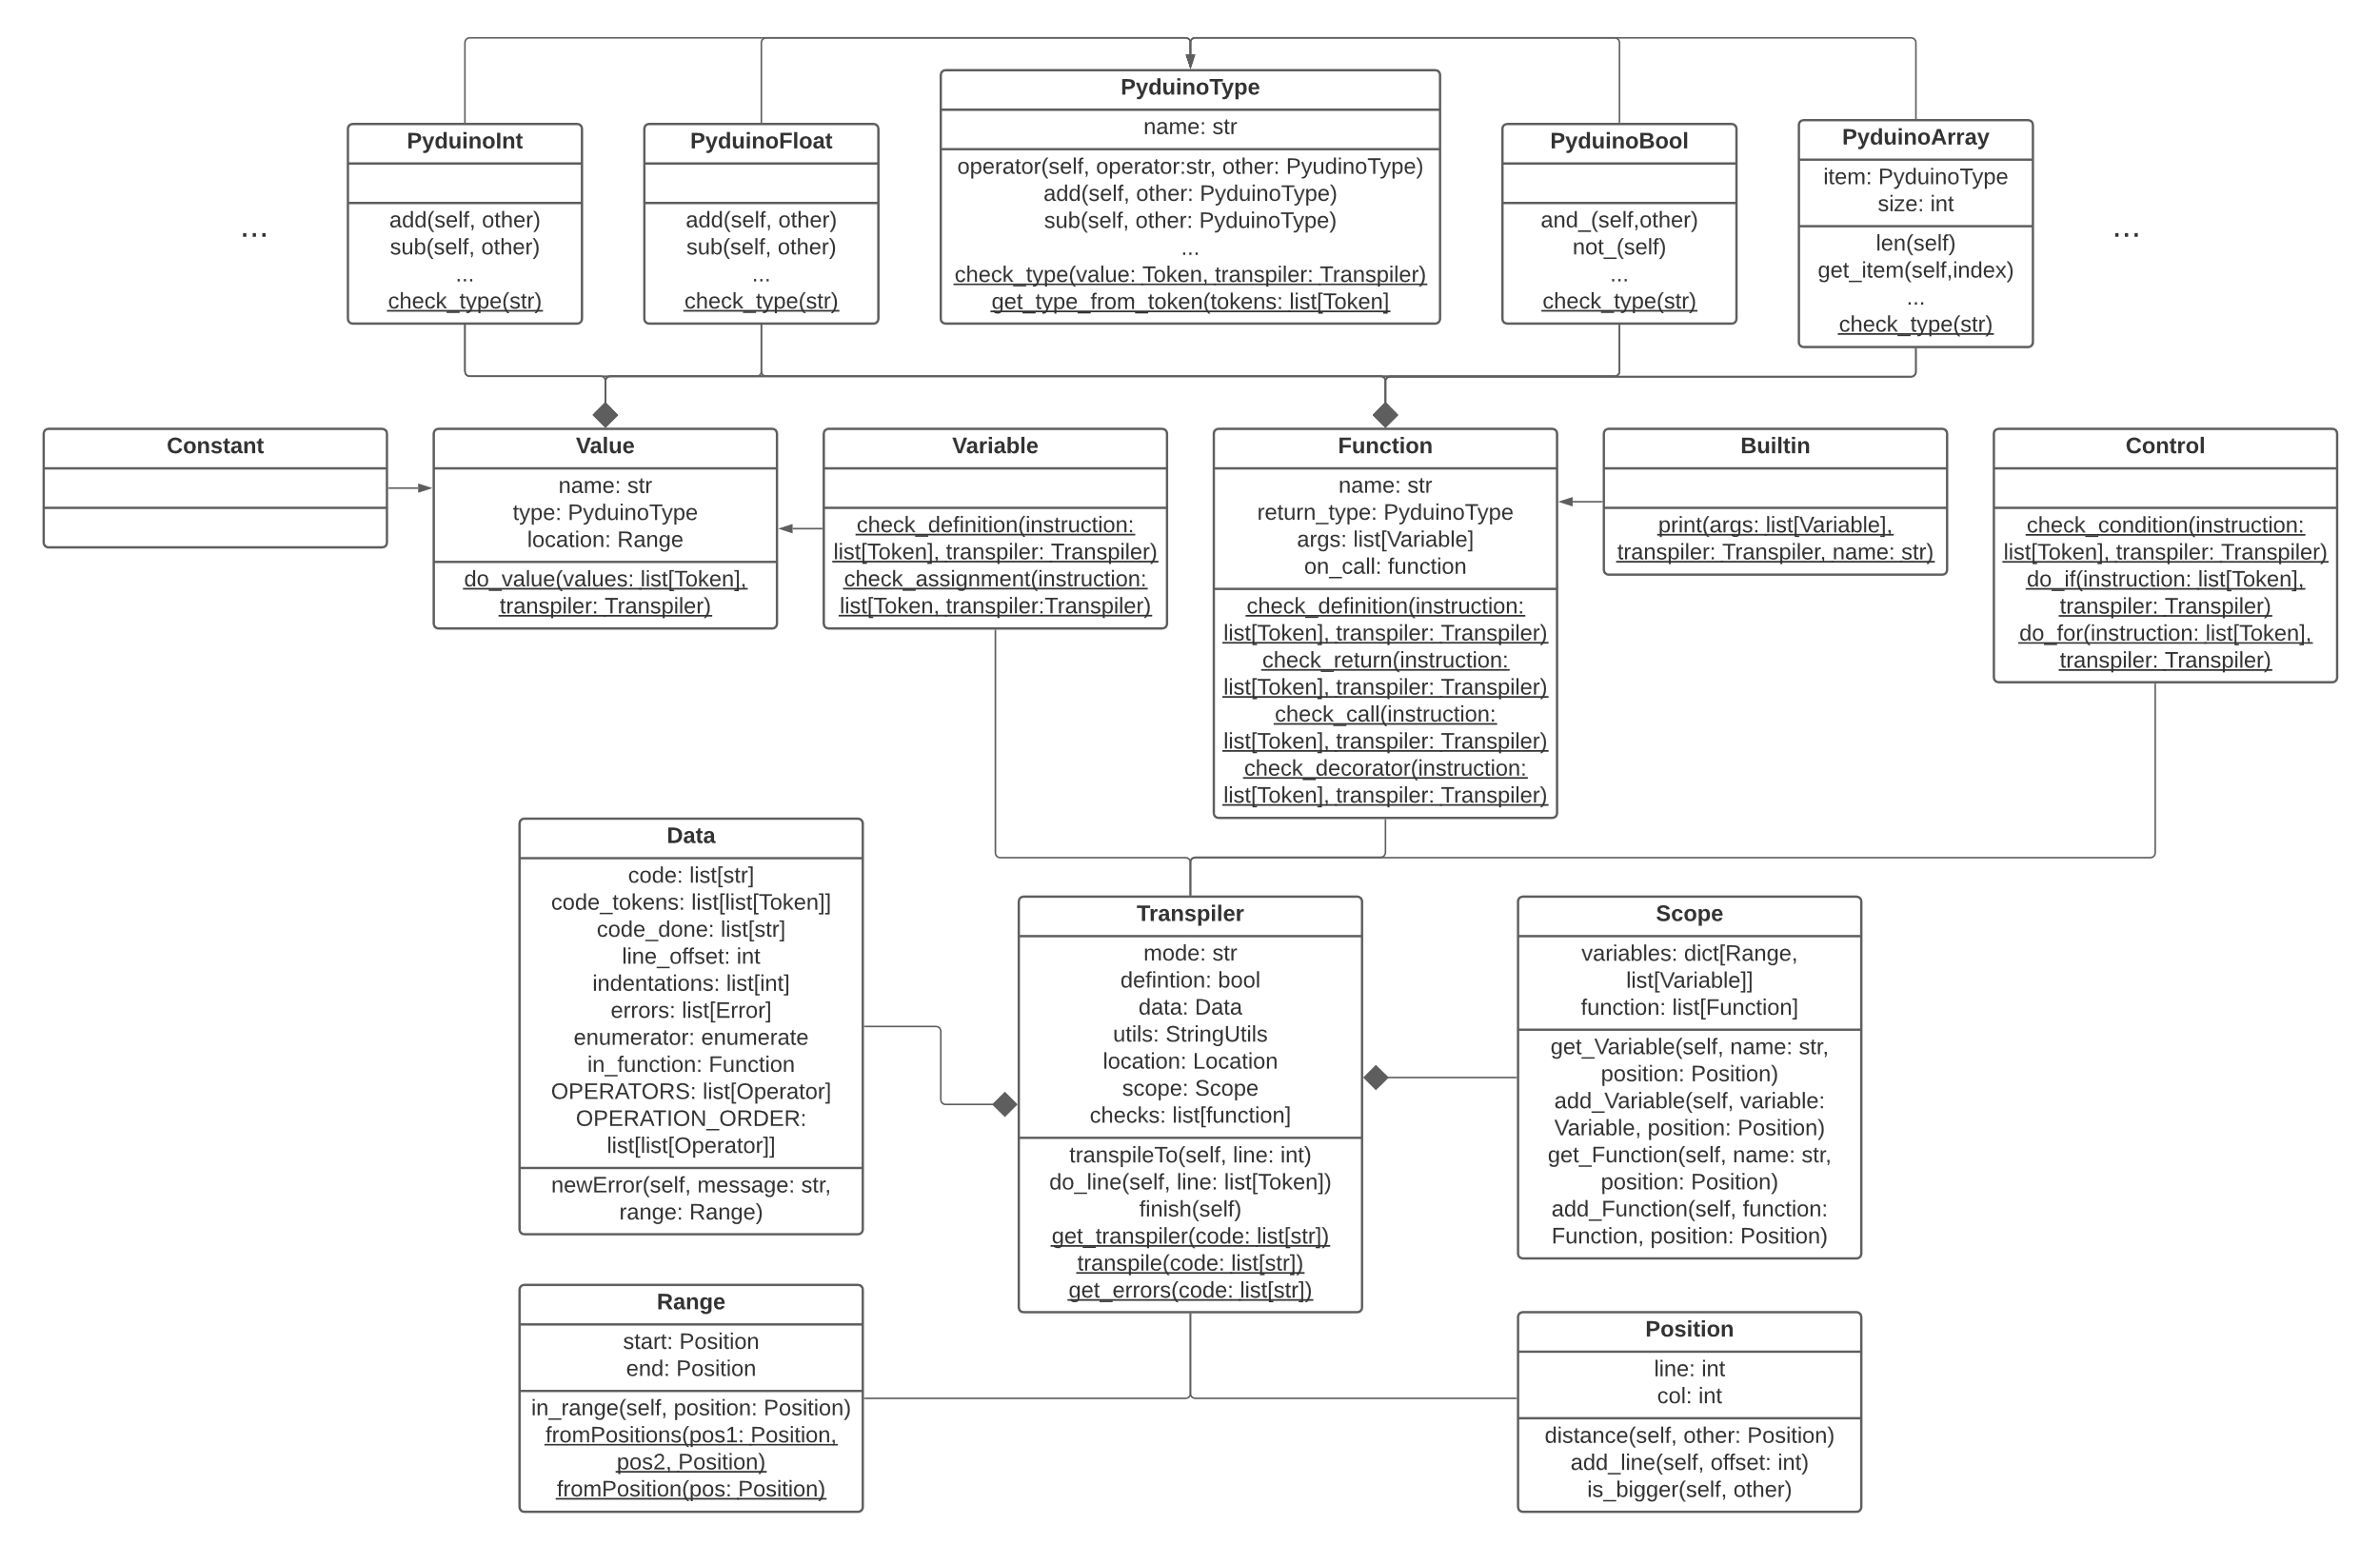 PyduinoType
name: str
operator(self, operator:str, other: PyudinoType)
add(self, other: PyduinoType)
sub(self, other: PyduinoType)
...
check_type(value: Token, transpiler: Transpiler)
get_type_from_token(tokens: list[Token]
...
PyduinoInt
add(self, other)
sub(self, other)
...
check_type(str)
PyduinoFloat
add(self, other)
sub(self, other)
...
check_type(str)
PyduinoBool
and_(self,other)
not_(self)
...
check_type(str)
PyduinoArray
item: PyduinoType
size: int
len(self)
get_item(self,index)
...
check_type(str)
...
Constant
Value
name: str
type: PyduinoType
location: Range
do_value(values: list[Token],
transpiler: Transpiler)
Variable
check_definition(instruction:
list[Token], transpiler: Transpiler)
check_assignment(instruction:
list[Token, transpiler:Transpiler)
Function
name: str
return_type: PyduinoType
args: list[Variable]
on_call: function
check_definition(instruction:
list[Token], transpiler: Transpiler)
check_return(instruction:
list[Token], transpiler: Transpiler)
check_call(instruction:
list[Token], transpiler: Transpiler)
check_decorator(instruction:
list[Token], transpiler: Transpiler)
Builtin
print(args: list[Variable],
transpiler: Transpiler, name: str)
Control
check_condition(instruction:
list[Token], transpiler: Transpiler)
do_if(instruction: list[Token],
transpiler: Transpiler)
do_for(instruction: list[Token],
transpiler: Transpiler)
Data
code: list[str]
code_tokens: list[list[Token]]
code_done: list[str]
line_offset: int
indentations: list[int]
errors: list[Error]
enumerator: enumerate
in_function: Function
OPERATORS: list[Operator]
OPERATION_ORDER:
list[list[Operator]]
newError(self, message: str,
range: Range)
Transpiler
mode: str
defintion: bool
data: Data
utils: StringUtils
location: Location
scope: Scope
checks: list[function]
transpileTo(self, line: int)
do_line(self, line: list[Token])
finish(self)
get_transpiler(code: list[str])
transpile(code: list[str])
get_errors(code: list[str])
Scope
variables: dict[Range,
list[Variable]]
function: list[Function]
get_Variable(self, name: str,
position: Position)
add_Variable(self, variable:
Variable, position: Position)
get_Function(self, name: str,
position: Position)
add_Function(self, function:
Function, position: Position)
Range
start: Position
end: Position
in_range(self, position: Position)
fromPositions(pos1: Position,
pos2, Position)
fromPosition(pos: Position)
Position
line: int
col: int
distance(self, other: Position)
add_line(self, offset: int)
is_bigger(self, other)